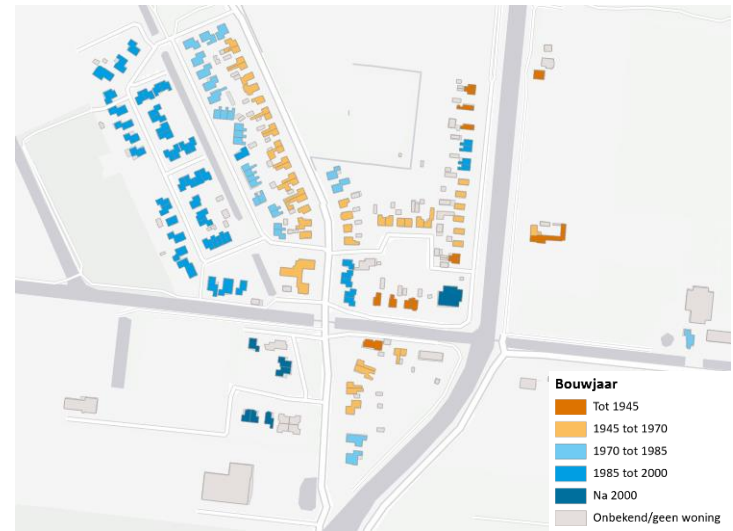 Bouwjaar
Tot 1945
1945 tot 1970
1970 tot 1985
1985 tot 2000
Na 2000
Onbekend/geen woning